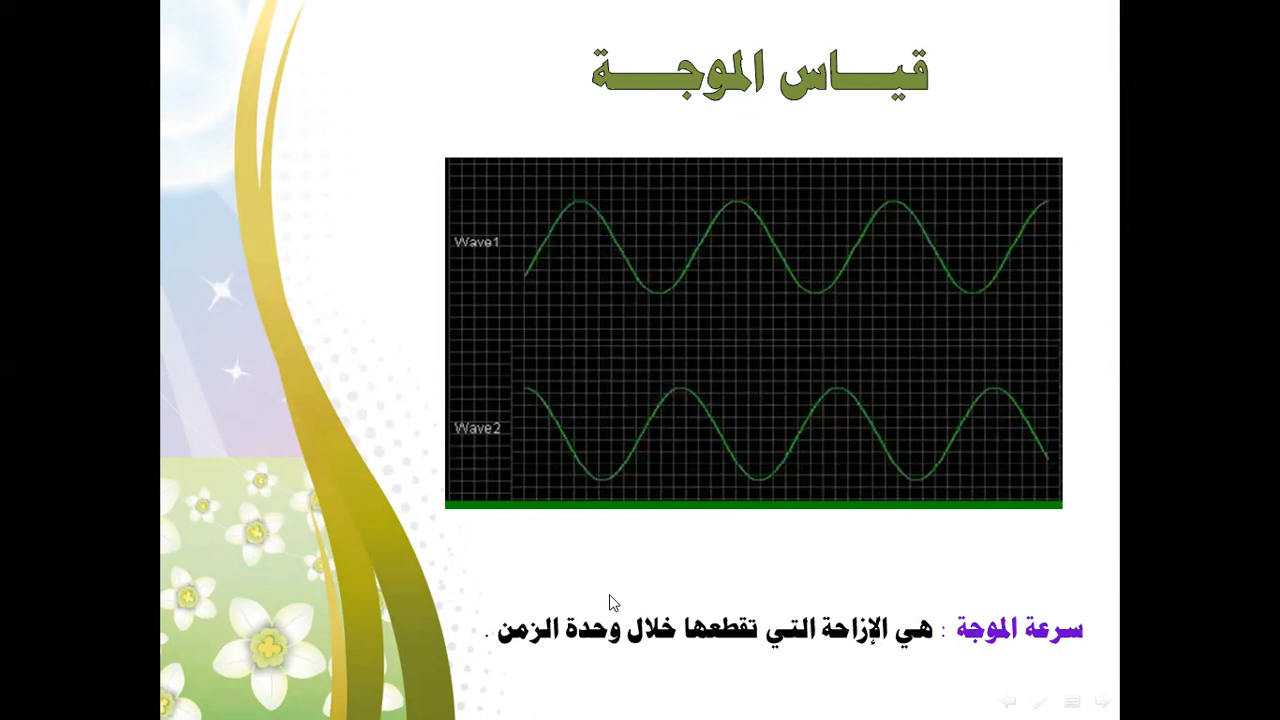 قيـــاس الموجـــة
Wave1
Wave2
سرعة الموجة : هي الإزاحة التي تقطعها خلال وحدة الزمن .